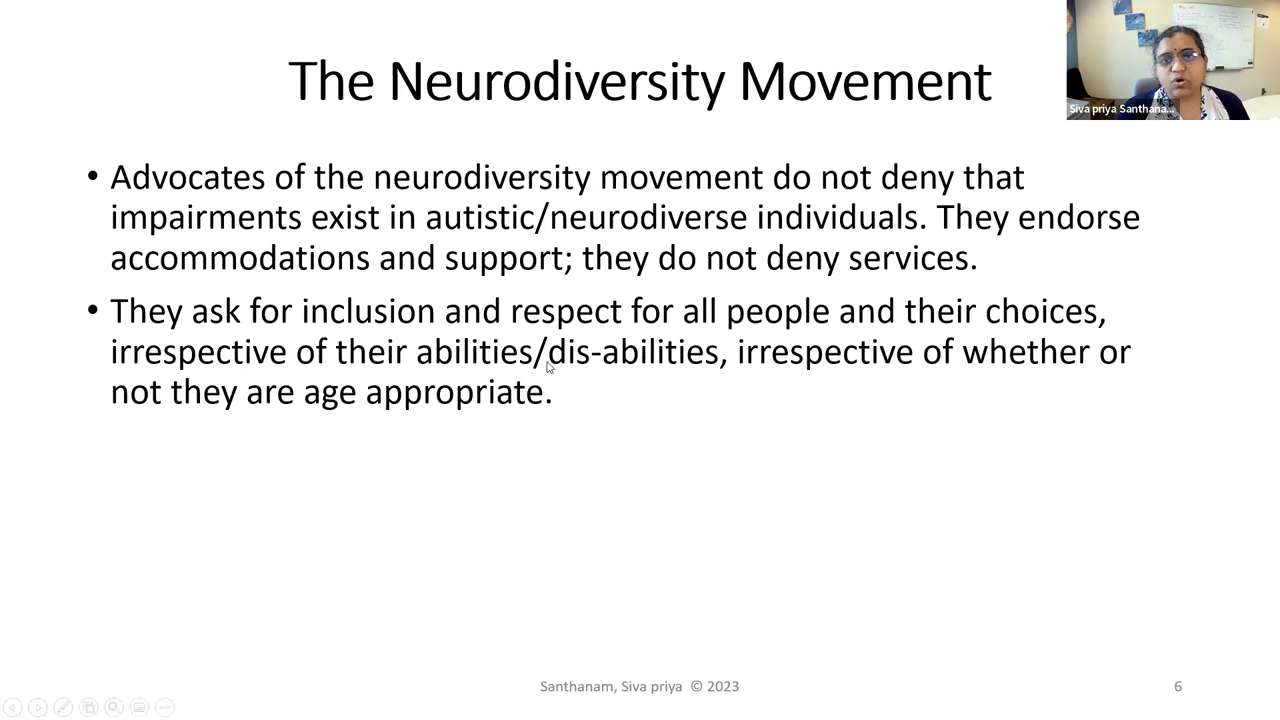 The Neurodiversity Movement
Siva priya Santhana...
• Advocates of the neurodiversity movement do not deny that
impairments exist in autistic/neurodiverse individuals. They endorse
accommodations and support; they do not deny services.
• They ask for inclusion and respect for all people and their choices,
irrespective of their abilities/dis-abilities, irrespective of whether or
not they are age appropriate.
Santhanam, Siva priya © 2023
6